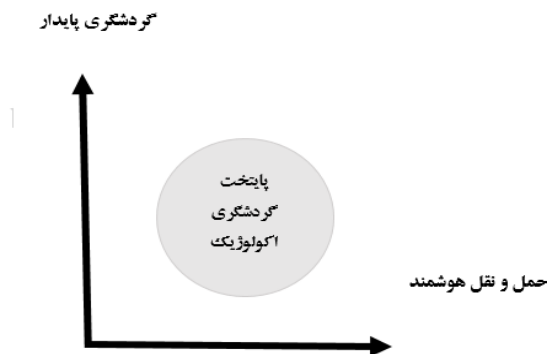 گردشگری پایدار
پایتخت
گردشگری
اکولوژیک
حمل و نقل هوشمند